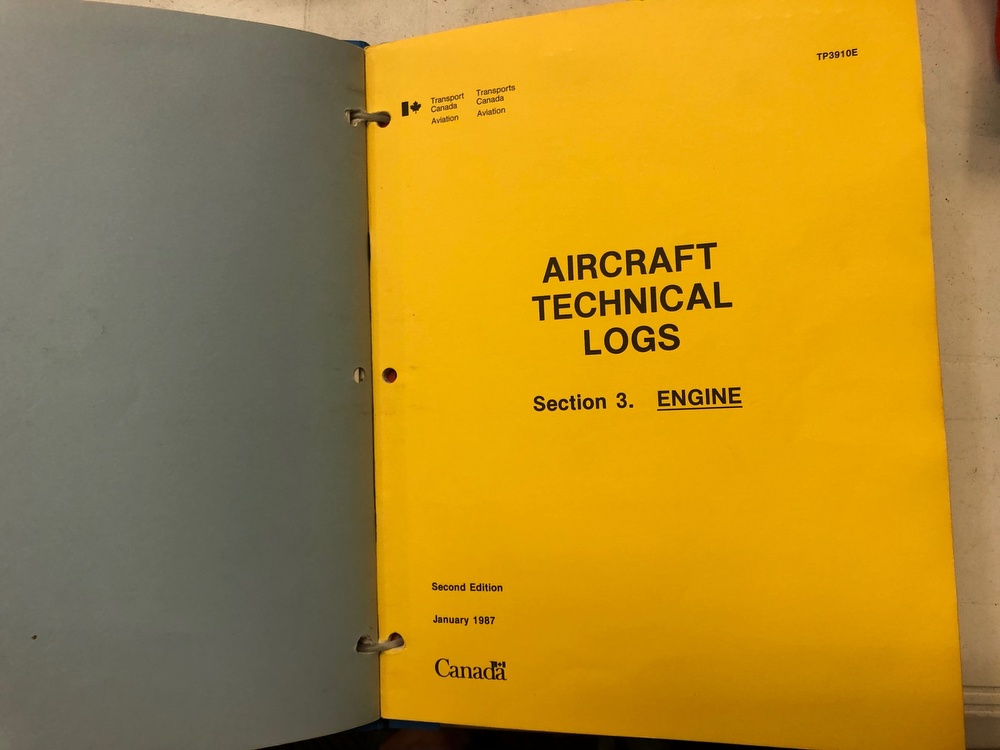 TP3910E
Transport Canada
Aviation
Transports Canada
Aviation
AIRCRAFT
TECHNICAL
LOGS
Section 3. ENGINE
Second Edition
January 1987
Canada